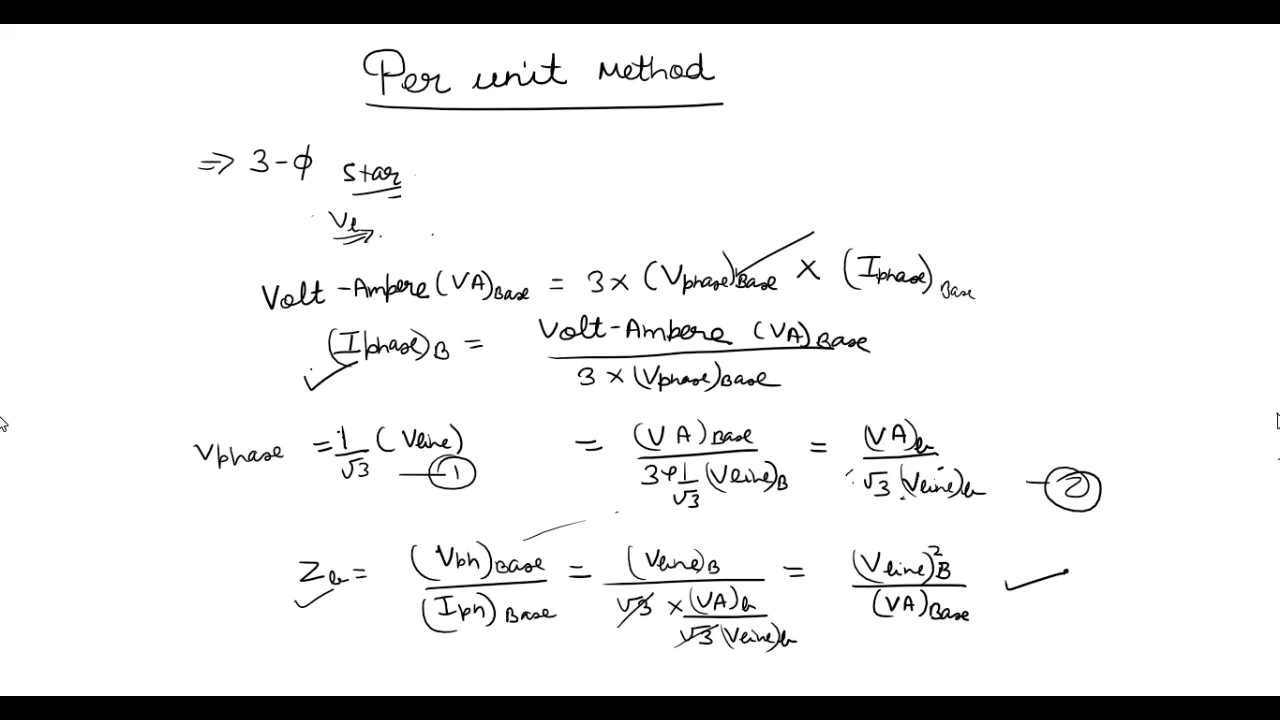 Per unit Method
⇒ 3-ϕ Star
Vℓ
Volt-Ampere (VA)Base = 3 × (Vphase)Base × (Iphase)Base
(Iphase)B = Volt-Ampere (VA)Base / 3 × (Vphase)Base
Vphase = 1/√3 (Vline) —① = (VA)Base / 3 × 1/√3 (Vline)B = (VA)b / √3 (Vline)b —②
Zb = (Vph)Base / (Iph)Base = (Vline)B / √3 × (VA)b / √3 (Vline)b = (Vline)²B / (VA)Base